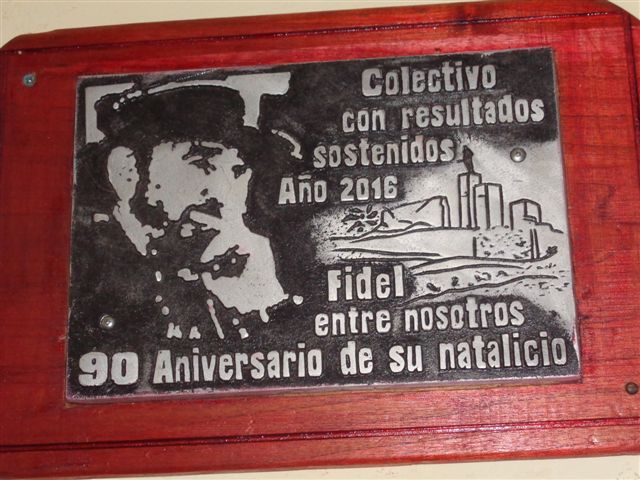 Colectivo
con resultados
sostenidos
Año 2016
Fidel
entre nosotros
90 Aniversario de su natalicio